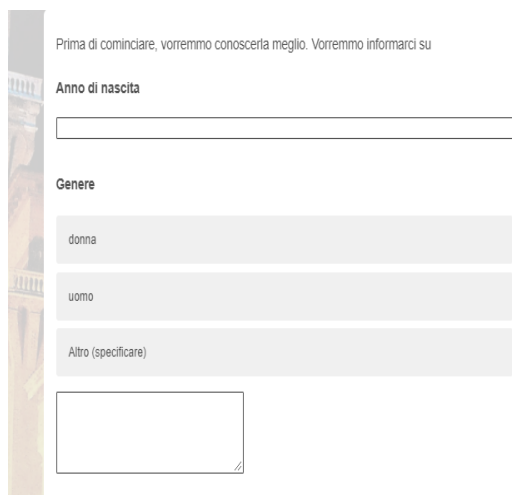 Prima di cominciare, vorremmo conoscerla meglio. Vorremmo informarci su
Anno di nascita
Genere
donna
uomo
Altro (specificare)